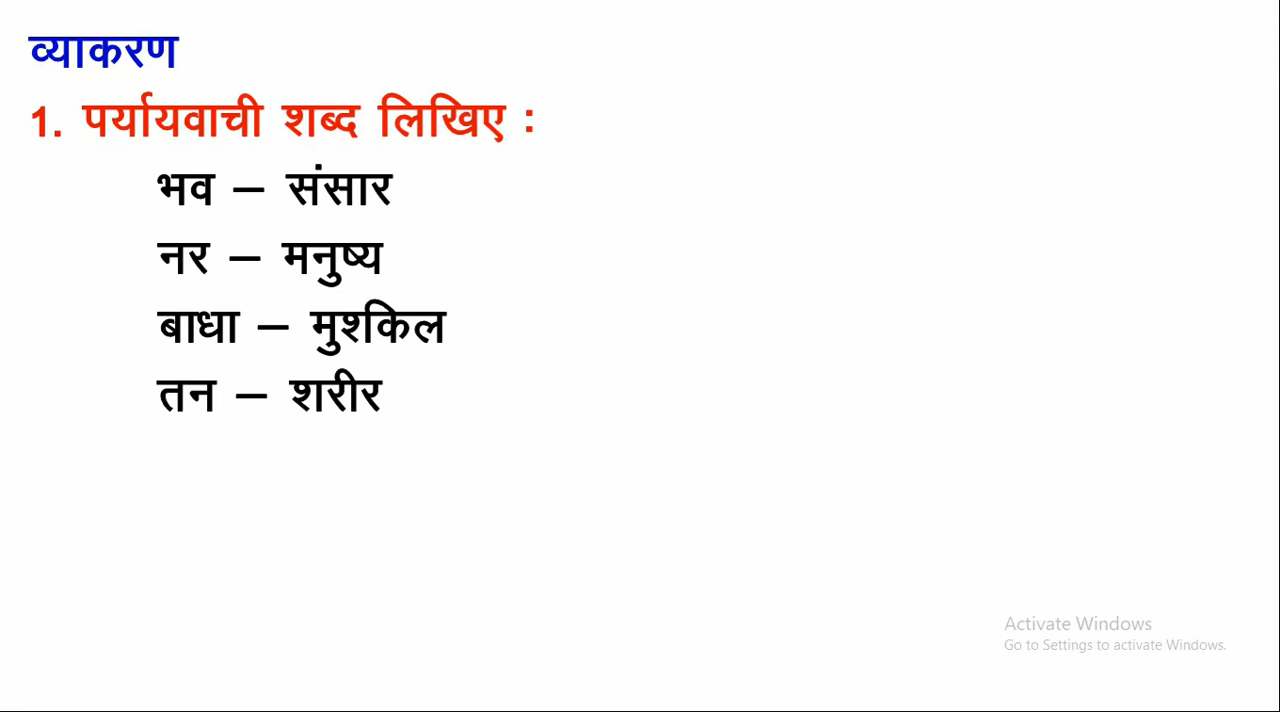 व्याकरण
1. पर्यायवाची शब्द लिखिए :
भव – संसार
नर – मनुष्य
बाधा – मुश्किल
तन – शरीर
Activate Windows
Go to Settings to activate Windows.